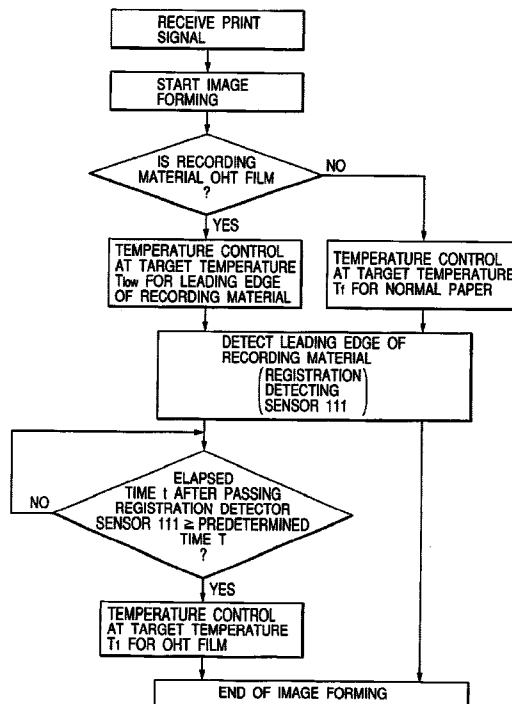 RECEIVE PRINT
SIGNAL
START IMAGE
FORMING
IS RECORDING
MATERIAL OHT FILM
?
NO
YES
TEMPERATURE CONTROL
AT TARGET TEMPERATURE
Tlow FOR LEADING EDGE
OF RECORDING MATERIAL
TEMPERATURE CONTROL
AT TARGET TEMPERATURE
Tf FOR NORMAL PAPER
DETECT LEADING EDGE OF
RECORDING MATERIAL
(REGISTRATION
DETECTING
SENSOR 111)
ELAPSED
TIME t AFTER PASSING
REGISTRATION DETECTOR
SENSOR 111 ≧ PREDETERMINED
TIME T
?
NO
YES
TEMPERATURE CONTROL
AT TARGET TEMPERATURE
T1 FOR OHT FILM
END OF IMAGE FORMING